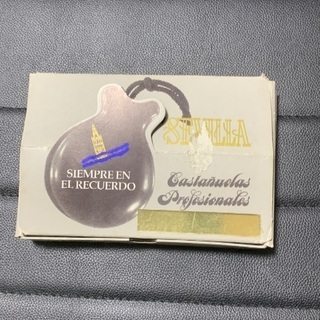 SEVILLA
SIEMPRE EN
EL RECUERDO
Castañuelas
Profesionales